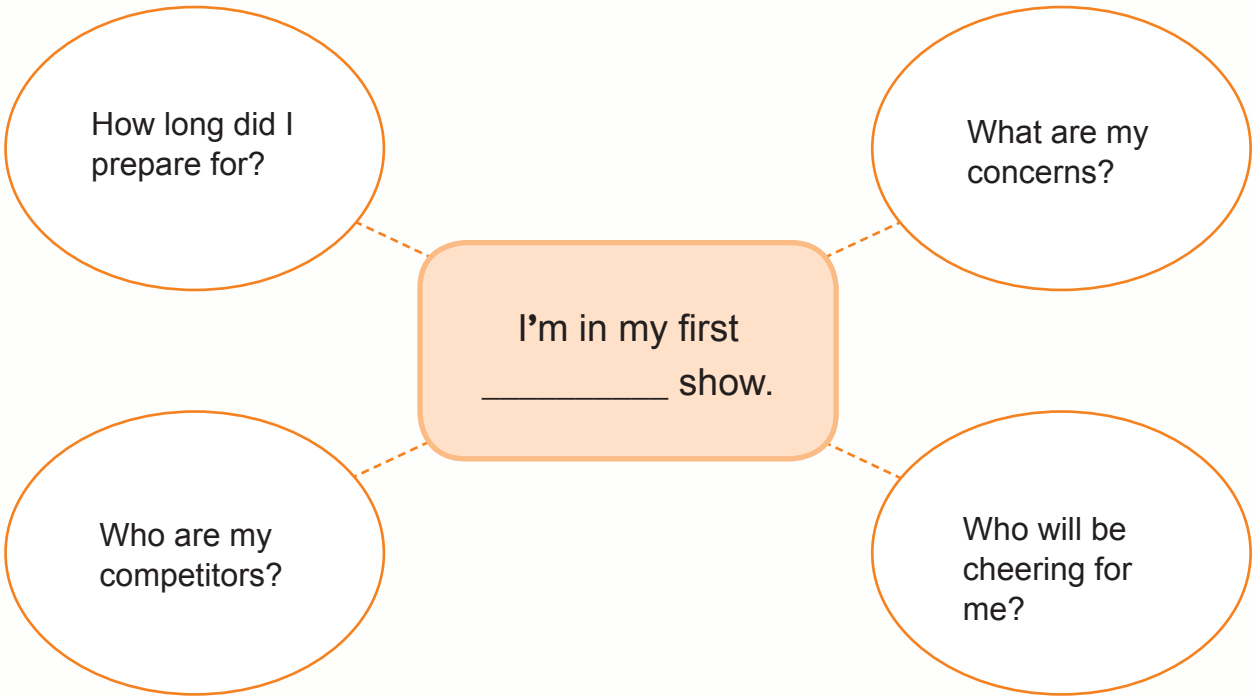 How long did I
prepare for?
What are my
concerns?
I’m in my first
__________ show.
Who are my
competitors?
Who will be
cheering for
me?